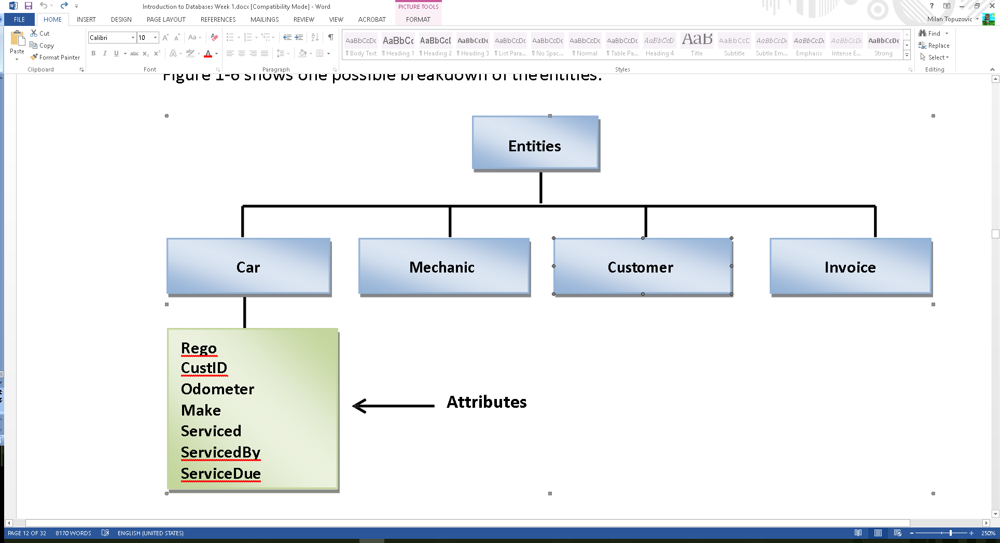 Introduction to Databases Week 1.docx [Compatibility Mode] - Word
PICTURE TOOLS
?
FILE HOME INSERT DESIGN PAGE LAYOUT REFERENCES MAILINGS REVIEW VIEW ACROBAT FORMAT
Milan Topuzovic
Paste
Cut
Copy
Format Painter
Clipboard
Calibri 10
Aa
B I U abc x₂ x²
A A
Font
Paragraph
AaBbCcDc AaBbCc AaBbCcD AaBbCcDc AaBbCcDc AaBbCcDc AaBbCcDc AaBbCcDc AaBbCcD AaB AaBbCcD AaBbCcDc AaBbCcDc AaBbCcDc AaBbCcDc
¶ Body Text ¶ Heading 1 ¶ Heading 2 ¶ Heading 3 ¶ List Para... ¶ No Spac... ¶ Normal ¶ Table Pa... Heading 4 Title Subtitle Subtle Em... Emphasis Intense E... Strong
Styles
Find
Replace
Select
Editing
Figure 1-6 shows one possible breakdown of the entities.
Entities
Car Mechanic Customer Invoice
Rego
CustID
Odometer
Make
Serviced
ServicedBy
ServiceDue
Attributes
PAGE 12 OF 32 8170 WORDS ENGLISH (UNITED STATES) 250%